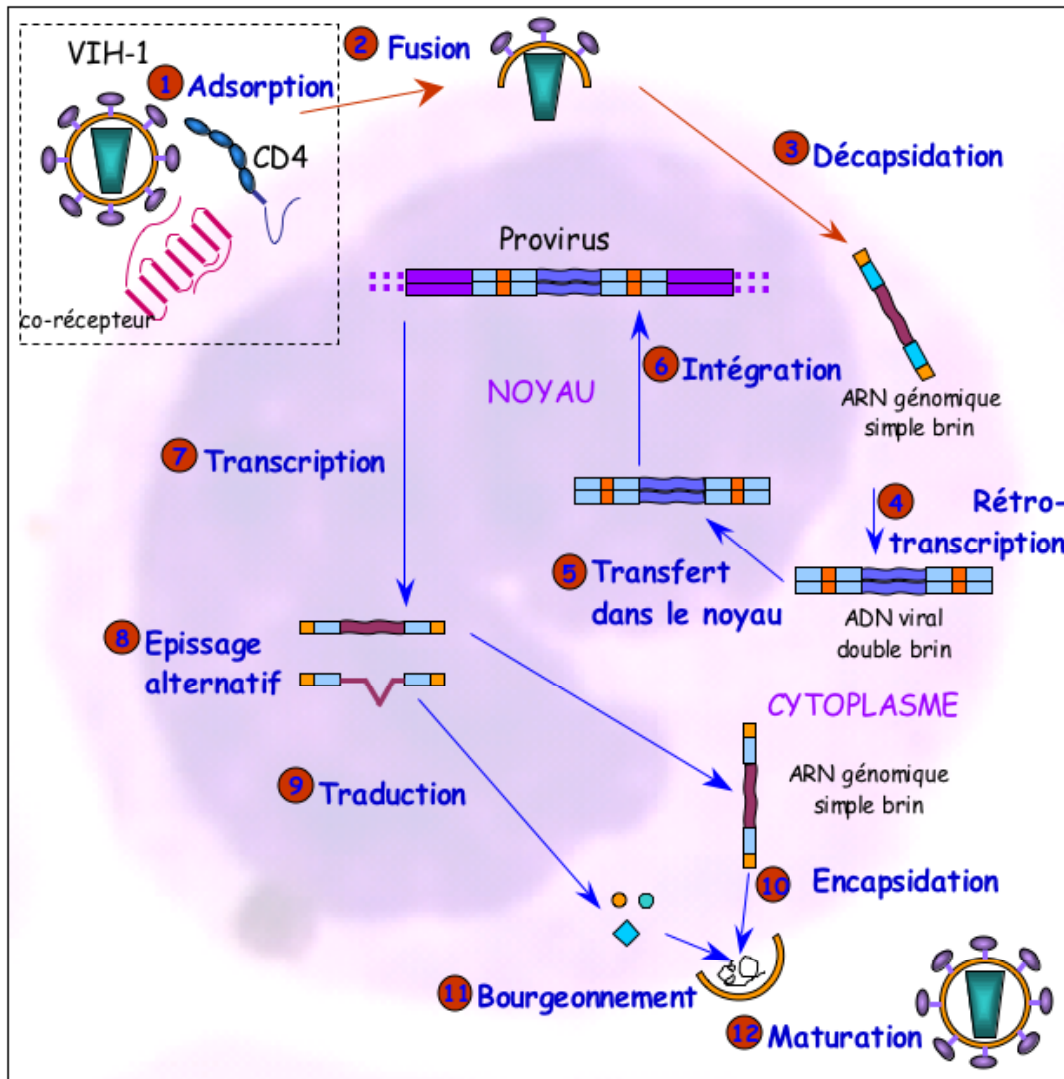 VIH-1
1 Adsorption
CD4
co-récepteur
2 Fusion
3 Décapsidation
ARN génomique
simple brin
4 Rétro-
transcription
ADN viral
double brin
5 Transfert
dans le noyau
6 Intégration
Provirus
NOYAU
7 Transcription
8 Epissage
alternatif
9 Traduction
CYTOPLASME
ARN génomique
simple brin
10 Encapsidation
11 Bourgeonnement
12 Maturation